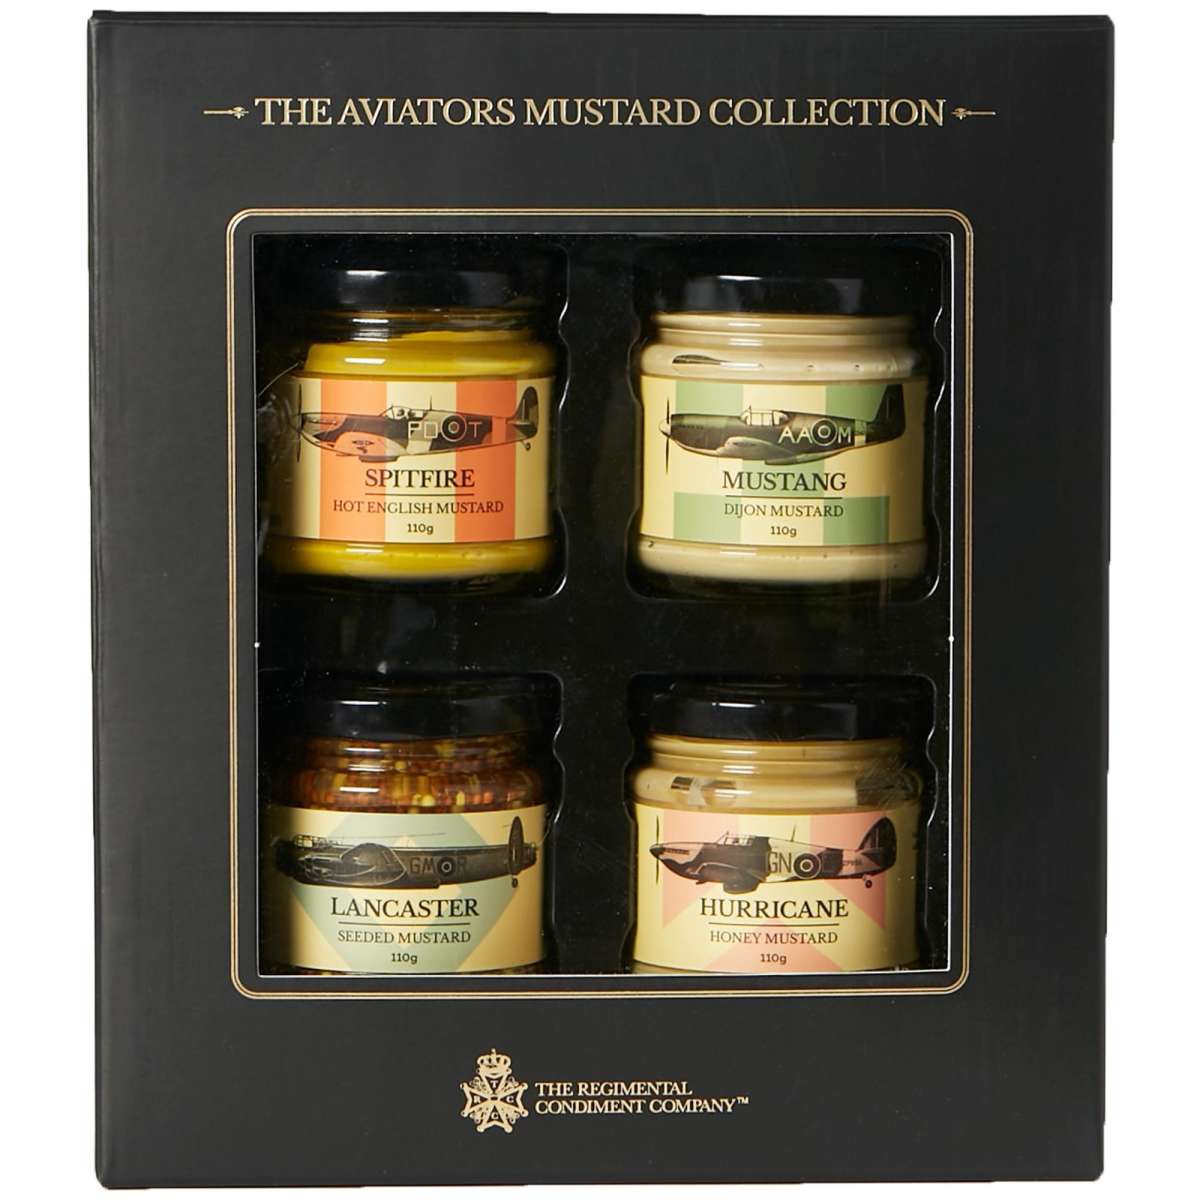 THE AVIATORS MUSTARD COLLECTION
PD T
SPITFIRE
HOT ENGLISH MUSTARD
110g
AA M
MUSTANG
DIJON MUSTARD
110g
GM R
LANCASTER
SEEDED MUSTARD
110g
GN
HURRICANE
HONEY MUSTARD
110g
T
R C
C
THE REGIMENTAL
CONDIMENT COMPANY™